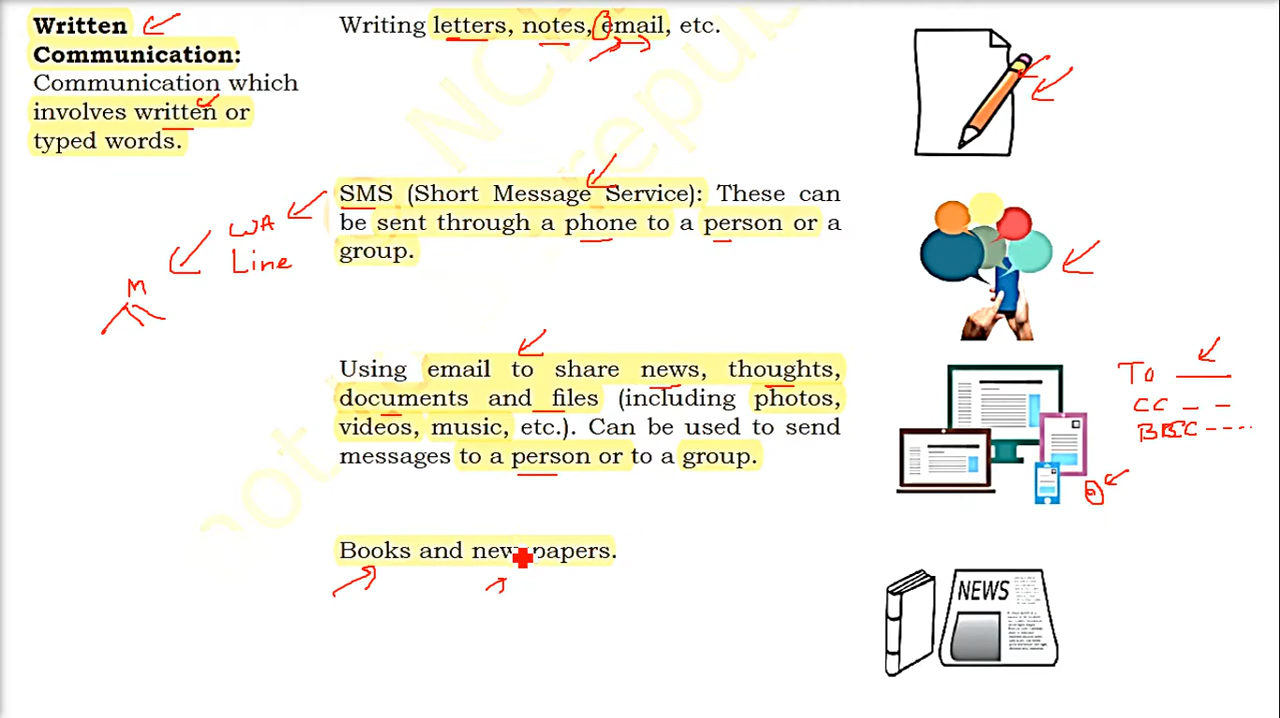 Written
Communication:
Communication which
involves written or
typed words.
Writing letters, notes, email, etc.
SMS (Short Message Service): These can
be sent through a phone to a person or a
group.
WA
Line
M
Using email to share news, thoughts,
documents and files (including photos,
videos, music, etc.). Can be used to send
messages to a person or to a group.
To
CC
Books and newspapers.
NEWS